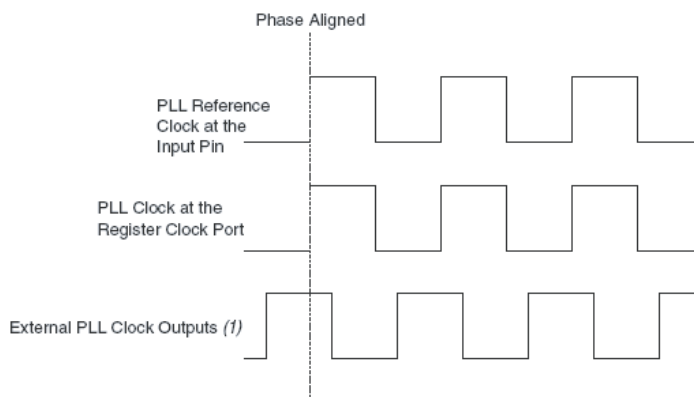 Phase Aligned
PLL Reference
Clock at the
Input Pin
PLL Clock at the
Register Clock Port
External PLL Clock Outputs (1)